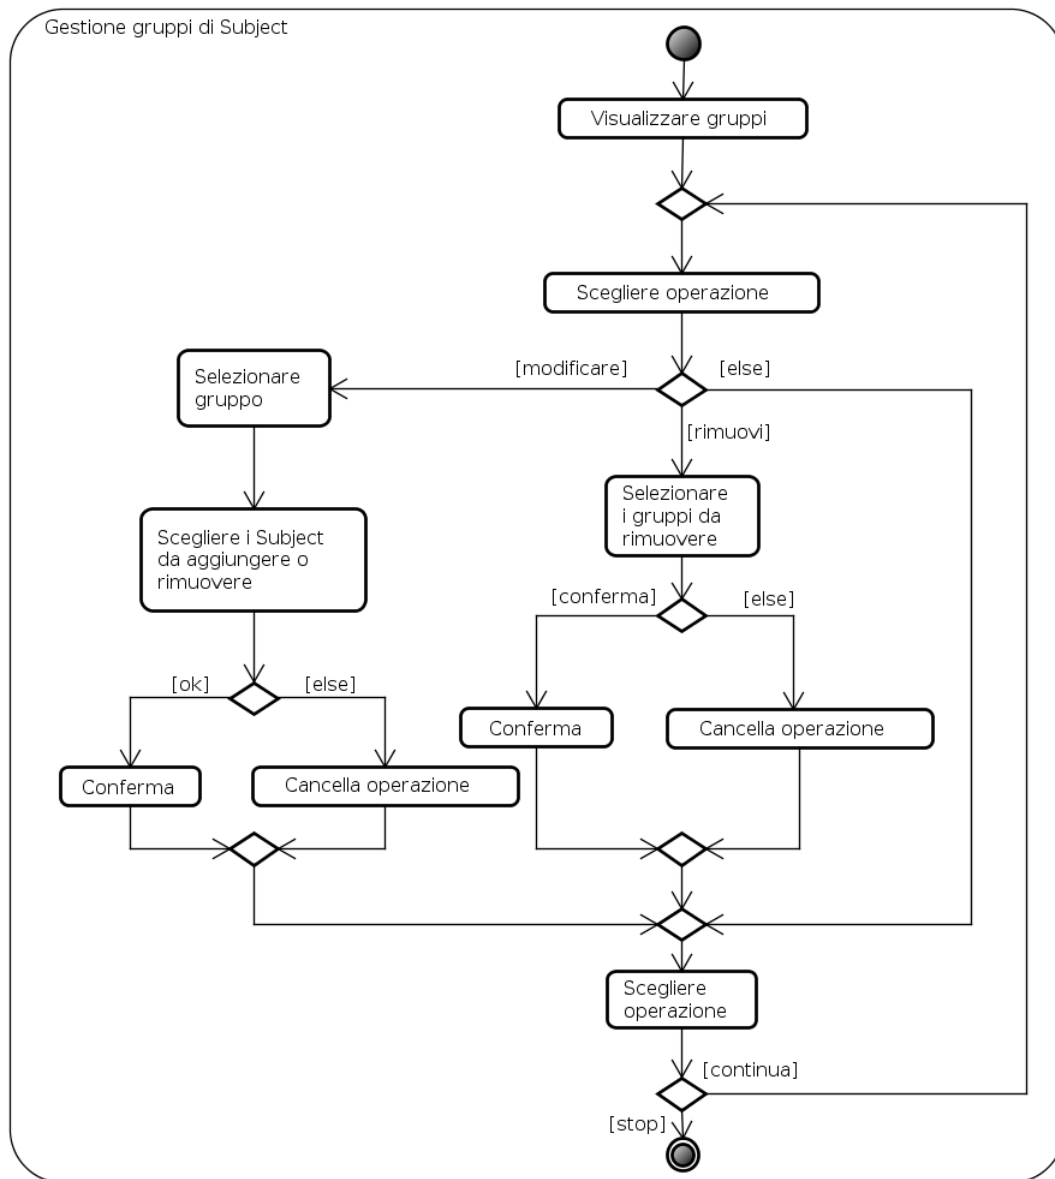 Gestione gruppi di Subject
Visualizzare gruppi
Scegliere operazione
[modificare]
[else]
Selezionare
gruppo
[rimuovi]
Selezionare
i gruppi da
rimuovere
Scegliere i Subject
da aggiungere o
rimuovere
[conferma]
[else]
[ok]
[else]
Conferma
Cancella operazione
Conferma
Cancella operazione
Scegliere
operazione
[continua]
[stop]